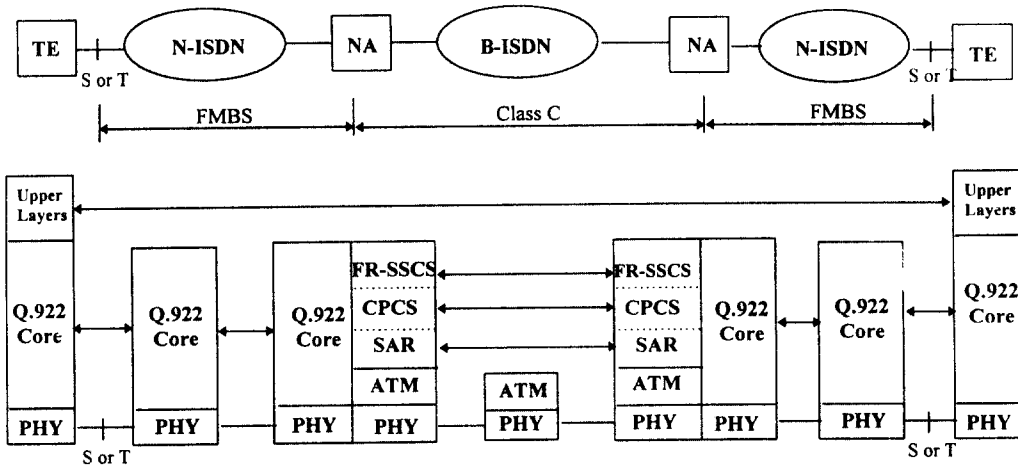 TE
N-ISDN
NA
B-ISDN
NA
N-ISDN
TE
S or T
S or T
FMBS
Class C
FMBS
Upper
Layers
Upper
Layers
Q.922
Core
Q.922
Core
Q.922
Core
FR-SSCS
CPCS
SAR
ATM
ATM
FR-SSCS
CPCS
SAR
ATM
Q.922
Core
Q.922
Core
Q.922
Core
PHY
PHY
PHY
PHY
PHY
PHY
PHY
PHY
PHY
S or T
S or T